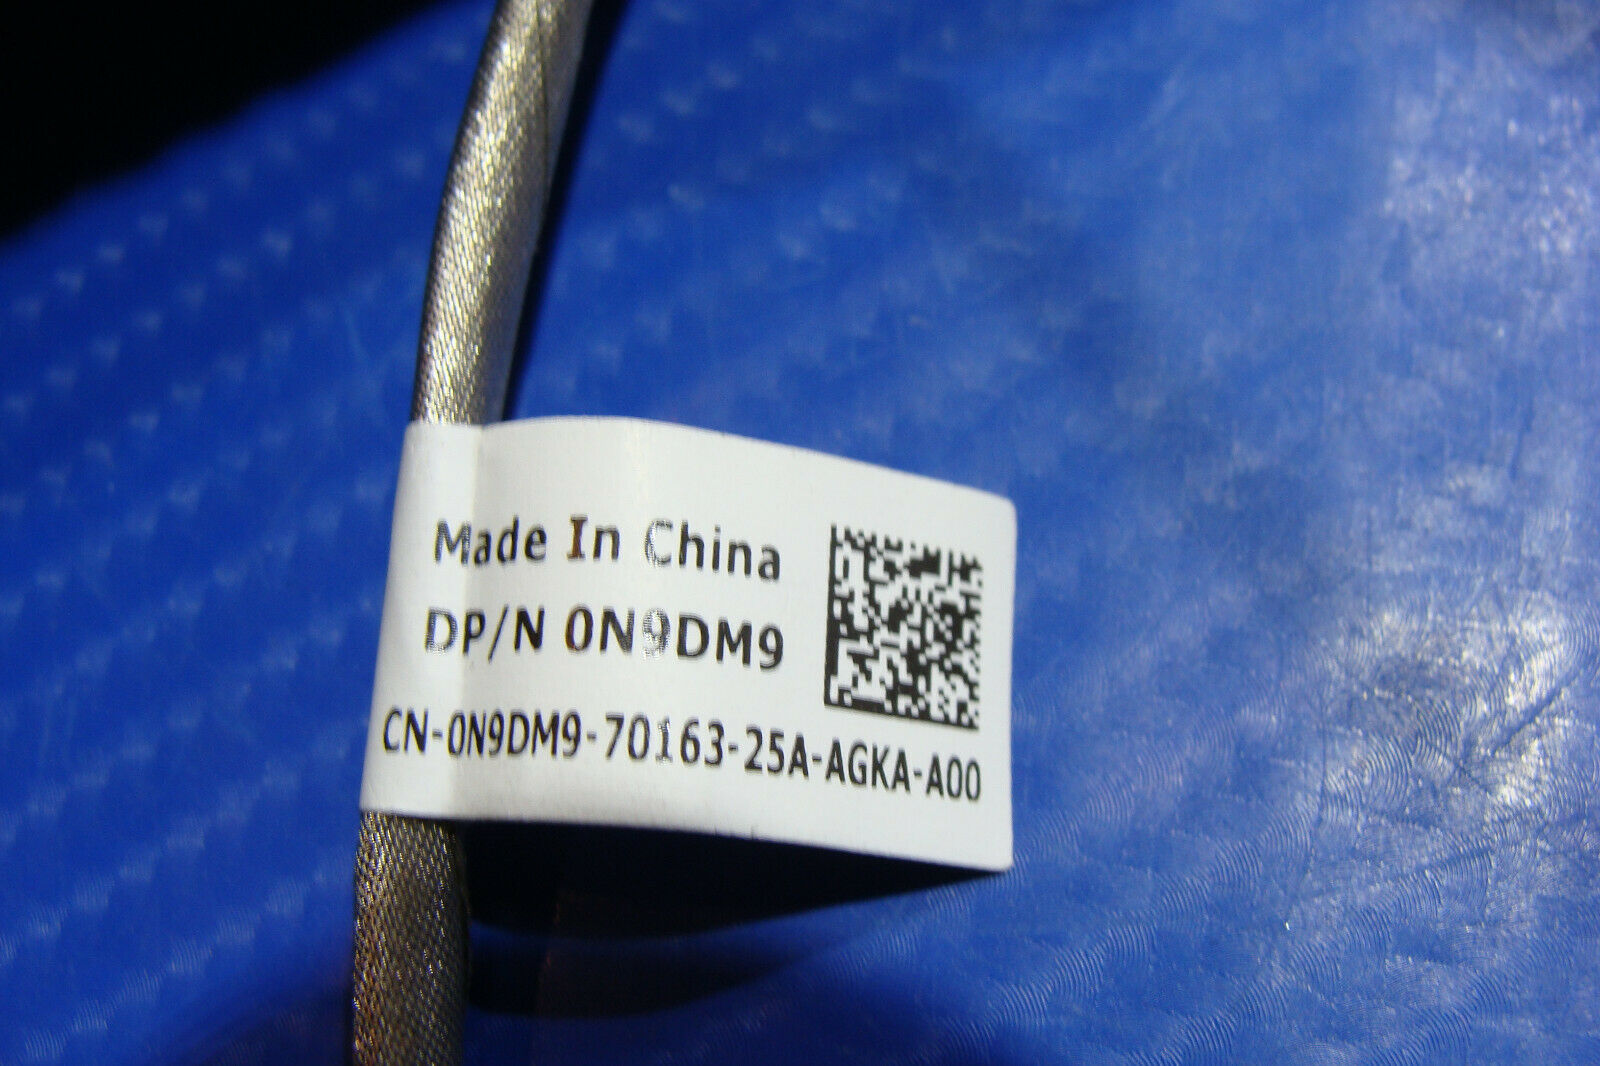 Made In China
DP/N 0N9DM9
CN-0N9DM9-70163-25A-AGKA-A00